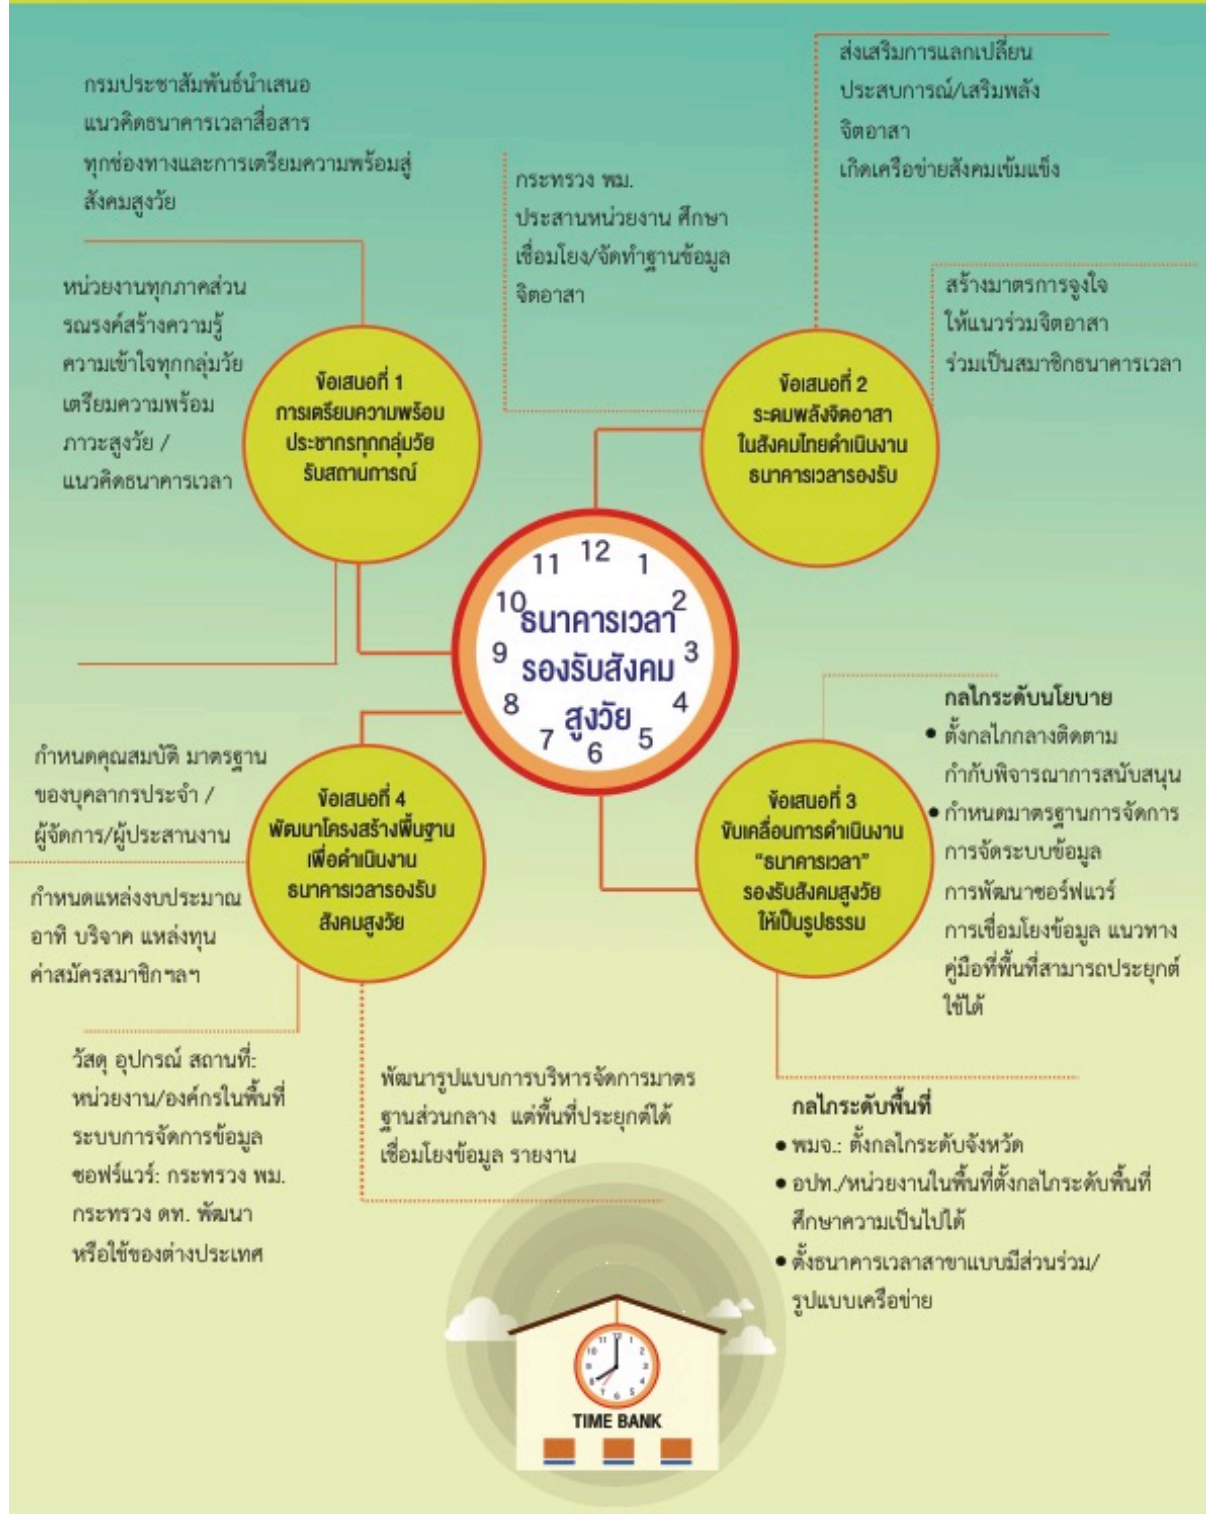 กรมประชาสัมพันธ์นำเสนอ
แนวคิดธนาคารเวลาสื่อสาร
ทุกช่องทางและการเตรียมความพร้อมสู่
สังคมสูงวัย
หน่วยงานทุกภาคส่วน
รณรงค์สร้างความรู้
ความเข้าใจทุกกลุ่มวัย
เตรียมความพร้อม
ภาวะสูงวัย /
แนวคิดธนาคารเวลา
ข้อเสนอที่ 1
การเตรียมความพร้อม
ประชากรทุกกลุ่มวัย
รับสถานการณ์
กระทรวง พม.
ประสานหน่วยงาน ศึกษา
เชื่อมโยง/จัดทำฐานข้อมูล
จิตอาสา
ส่งเสริมการแลกเปลี่ยน
ประสบการณ์/เสริมพลัง
จิตอาสา
เกิดเครือข่ายสังคมเข้มแข็ง
สร้างมาตรการจูงใจ
ให้แนวร่วมจิตอาสา
ร่วมเป็นสมาชิกธนาคารเวลา
ข้อเสนอที่ 2
ระดมพลังจิตอาสา
ในสังคมไทยดำเนินงาน
ธนาคารเวลารองรับ
12
11
1
10
2
9
3
8
4
7
5
6
ธนาคารเวลา
รองรับสังคม
สูงวัย
กลไกระดับนโยบาย
● ตั้งกลไกกลางติดตาม
กำกับพิจารณาการสนับสนุน
● กำหนดมาตรฐานการจัดการ
การจัดระบบข้อมูล
การพัฒนาซอร์ฟแวร์
การเชื่อมโยงข้อมูล แนวทาง
คู่มือที่พื้นที่สามารถประยุกต์
ใช้ได้
ข้อเสนอที่ 3
ขับเคลื่อนการดำเนินงาน
“ธนาคารเวลา”
รองรับสังคมสูงวัย
ให้เป็นรูปธรรม
กลไกระดับพื้นที่
● พมจ.: ตั้งกลไกระดับจังหวัด
● อปท./หน่วยงานในพื้นที่ตั้งกลไกระดับพื้นที่
ศึกษาความเป็นไปได้
● ตั้งธนาคารเวลาสาขาแบบมีส่วนร่วม/
รูปแบบเครือข่าย
ข้อเสนอที่ 4
พัฒนาโครงสร้างพื้นฐาน
เพื่อดำเนินงาน
ธนาคารเวลารองรับ
สังคมสูงวัย
กำหนดคุณสมบัติ มาตรฐาน
ของบุคลากรประจำ /
ผู้จัดการ/ผู้ประสานงาน
กำหนดแหล่งงบประมาณ
อาทิ บริจาค แหล่งทุน
ค่าสมัครสมาชิกฯลฯ
วัสดุ อุปกรณ์ สถานที่:
หน่วยงาน/องค์กรในพื้นที่
ระบบการจัดการข้อมูล
ซอฟร์แวร์: กระทรวง พม.
กระทรวง ดท. พัฒนา
หรือใช้ของต่างประเทศ
พัฒนารูปแบบการบริหารจัดการมาตร
ฐานส่วนกลาง แต่พื้นที่ประยุกต์ได้
เชื่อมโยงข้อมูล รายงาน
12
11
1
10
2
9
3
8
4
7
5
6
TIME BANK